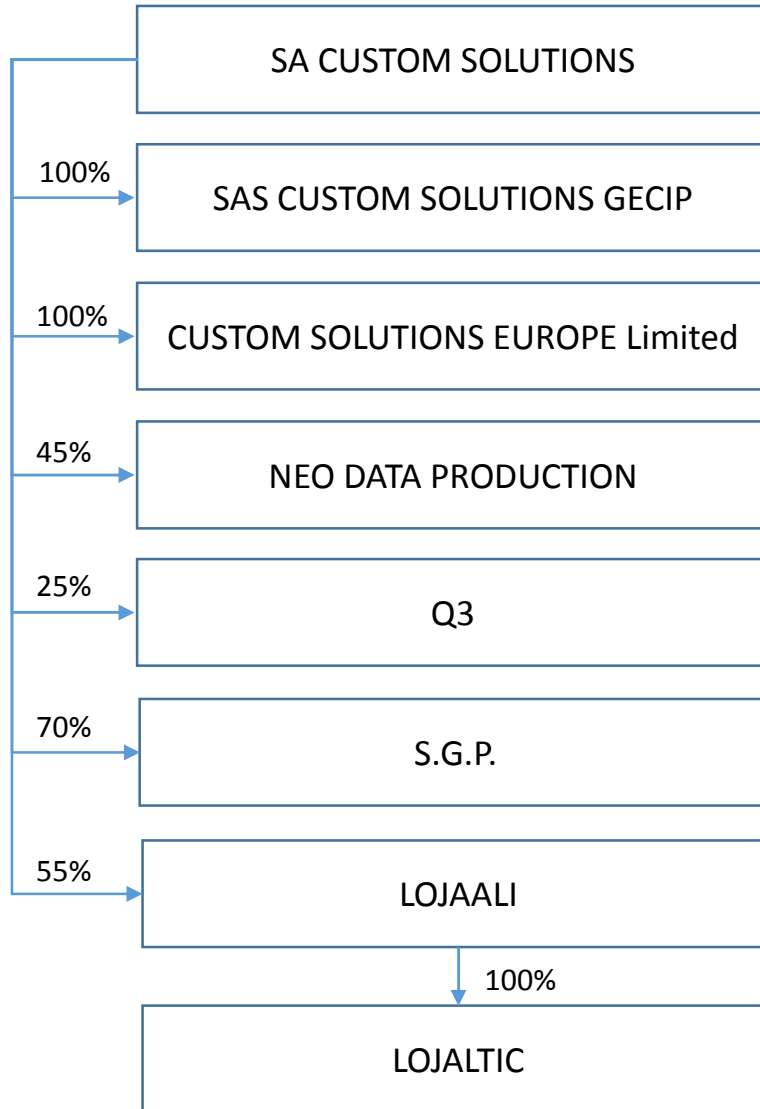 SA CUSTOM SOLUTIONS
100%
SAS CUSTOM SOLUTIONS GECIP
100%
CUSTOM SOLUTIONS EUROPE Limited
45%
NEO DATA PRODUCTION
25%
Q3
70%
S.G.P.
55%
LOJAALI
100%
LOJALTIC